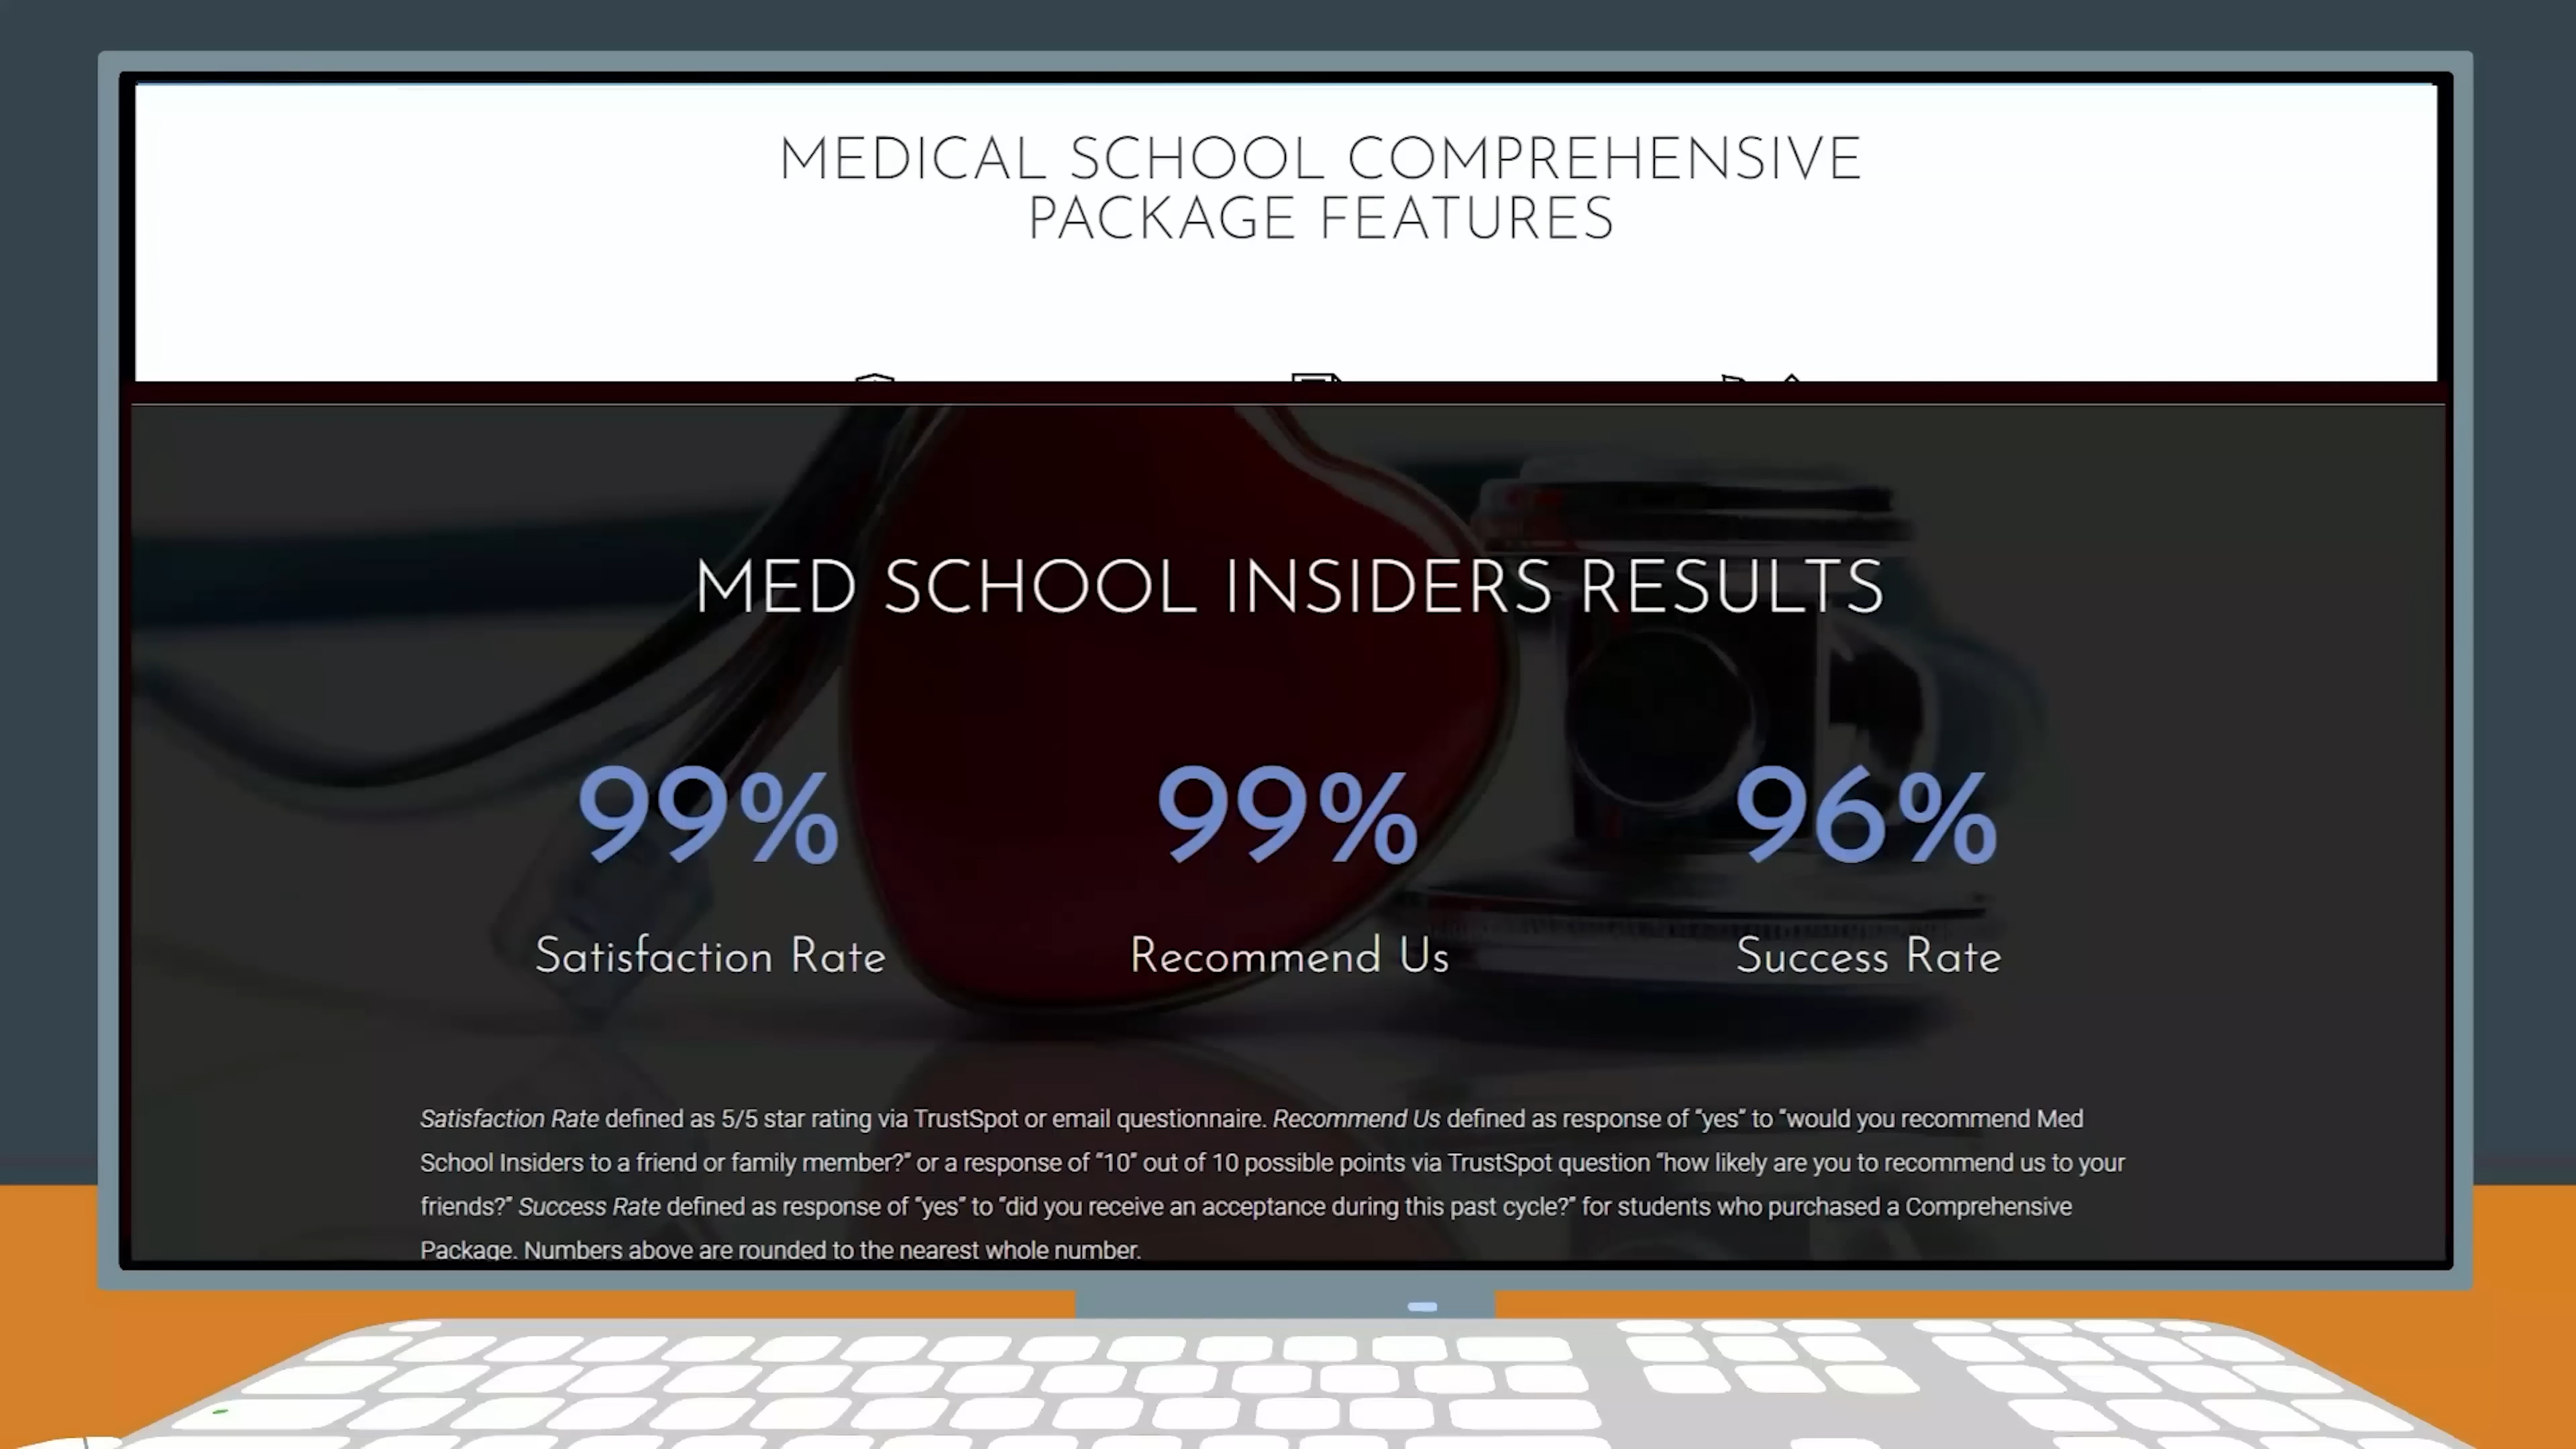 MEDICAL SCHOOL COMPREHENSIVE
PACKAGE FEATURES
MED SCHOOL INSIDERS RESULTS
99%
99%
96%
Satisfaction Rate
Recommend Us
Success Rate
Satisfaction Rate defined as 5/5 star rating via TrustSpot or email questionnaire. Recommend Us defined as response of “yes” to “would you recommend Med
School Insiders to a friend or family member?” or a response of “10” out of 10 possible points via TrustSpot question “how likely are you to recommend us to your
friends?” Success Rate defined as response of “yes” to “did you receive an acceptance during this past cycle?” for students who purchased a Comprehensive
Package. Numbers above are rounded to the nearest whole number.